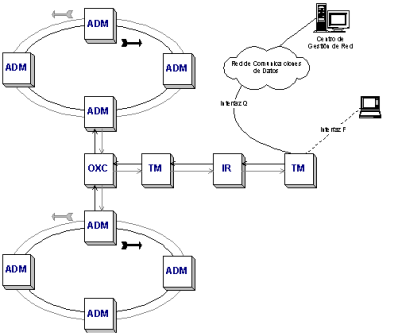 ADM
Centro de
Gestión de Red
ADM
ADM
Red de Comunicaciones
de Datos
ADM
Interfaz Q
Interfaz F
OXC
TM
IR
TM
ADM
ADM
ADM
ADM